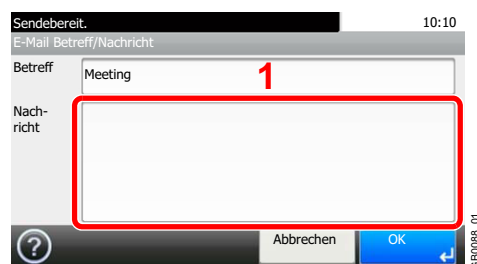 Sendebereit.
10:10
E-Mail Betreff/Nachricht
Betreff
Meeting
1
Nach-
richt
?
Abbrechen
OK